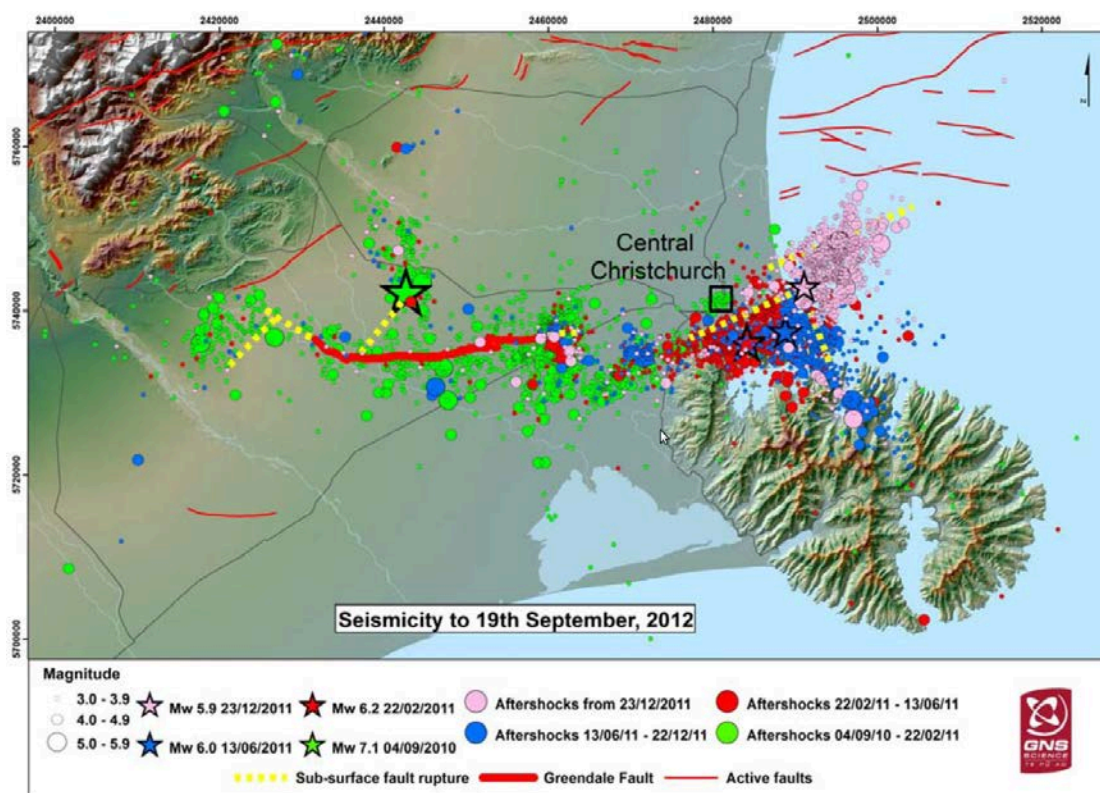 2400000 2420000 2440000 2460000 2480000 2500000 2520000
5760000
5740000
5720000
5700000
Central
Christchurch
Seismicity to 19th September, 2012
Magnitude
3.0 - 3.9
4.0 - 4.9
5.0 - 5.9
Mw 5.9 23/12/2011
Mw 6.0 13/06/2011
Mw 6.2 22/02/2011
Mw 7.1 04/09/2010
Aftershocks from 23/12/2011
Aftershocks 13/06/11 - 22/12/11
Aftershocks 22/02/11 - 13/06/11
Aftershocks 04/09/10 - 22/02/11
Sub-surface fault rupture
Greendale Fault
Active faults
GNS
SCIENCE
TE PŪ AO